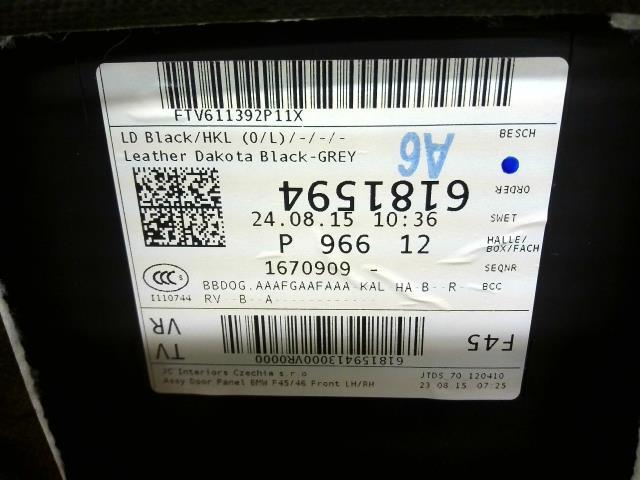 FTV611392P11X
LD Black/HKL (O/L)/-/-/-
BESCH
A6
Leather Dakota Black-GREY
6181594
ORDER
24.08.15 10:36
SWET
P 966 12
HALLE/
BOX/FACH
1670909 -
SEQNR
BBDOG.AAAFGAAFAAA KAL HA-B--R--
BCC
RV--B--A------------
CCC S
I110744
TV
VR
618159413000VR0000
F45
JC Interiors Czechia s.r.o
Assy Door Panel BMW F45/46 Front LH/RH
JTDS 70 120410
23 08 15 07:25